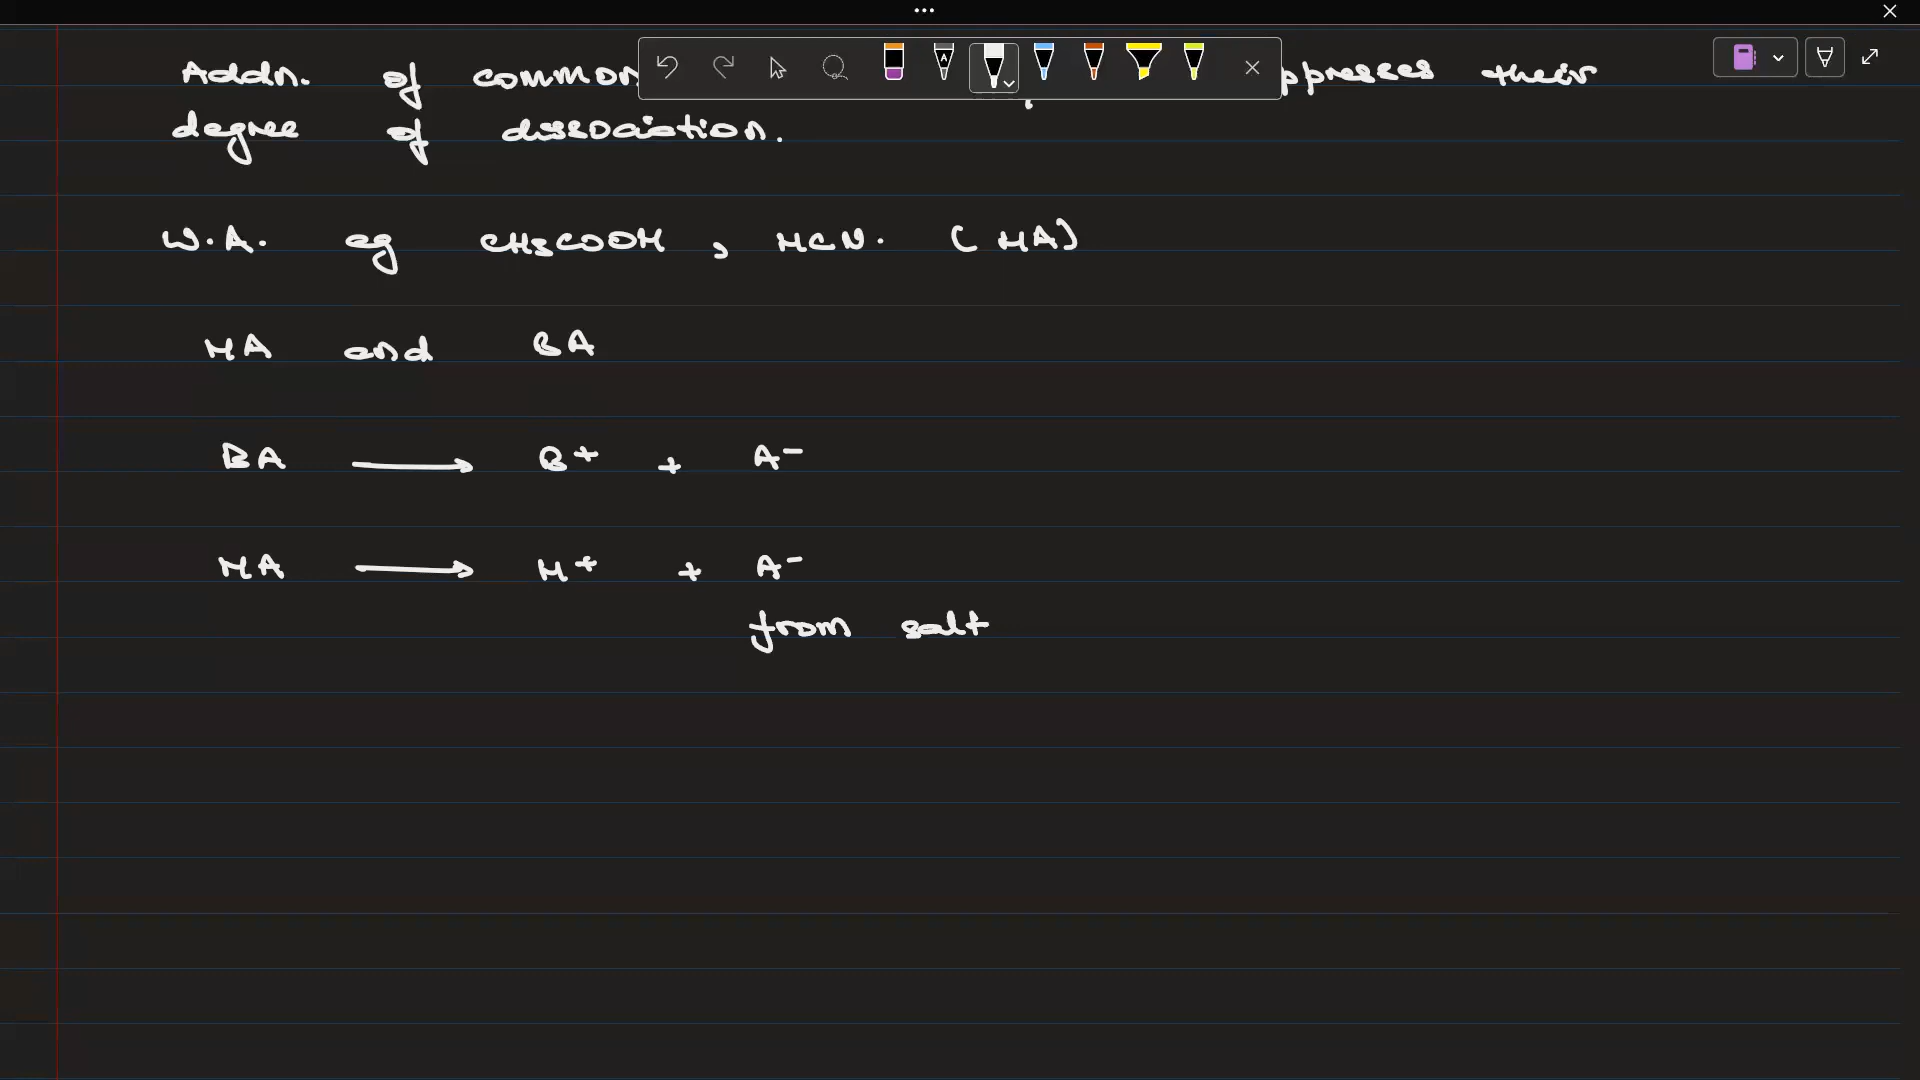 Addn. of common ppresses their
degree of dissociation.
W.A. eg CH3COOH, HCN. (HA)
HA and BA
BA ⟶ B+ + A-
HA ⟶ H+ + A-
from salt